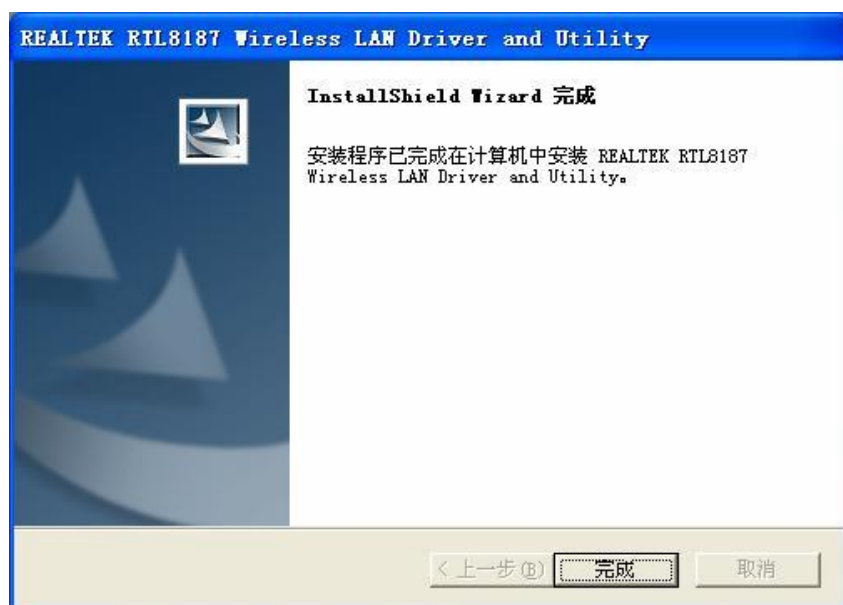 REALTEK RTL8187 Wireless LAN Driver and Utility
InstallShield Wizard 完成
安装程序已完成在计算机中安装 REALTEK RTL8187
Wireless LAN Driver and Utility。
< 上一步(B)
完成
取消